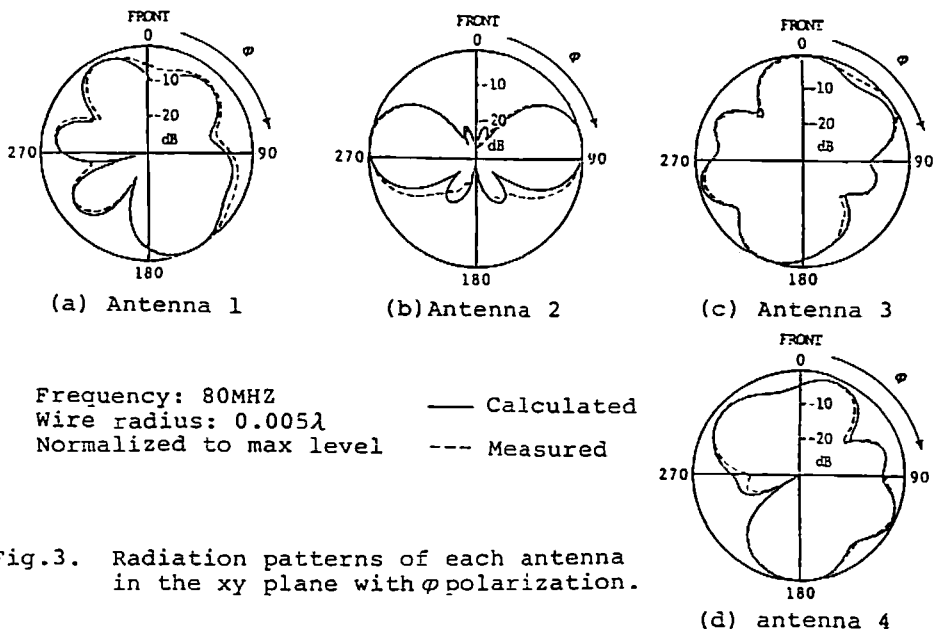 FRONT
0
φ
-10
-20
dB
270
90
180
(a) Antenna 1
FRONT
0
φ
-10
-20
dB
270
90
180
(b) Antenna 2
FRONT
0
φ
-10
-20
dB
270
90
180
(c) Antenna 3
Frequency: 80MHZ
Wire radius: 0.005λ
Normalized to max level
Calculated
Measured
FRONT
0
φ
-10
-20
dB
270
90
180
(d) antenna 4
Fig.3. Radiation patterns of each antenna
in the xy plane with φ polarization.